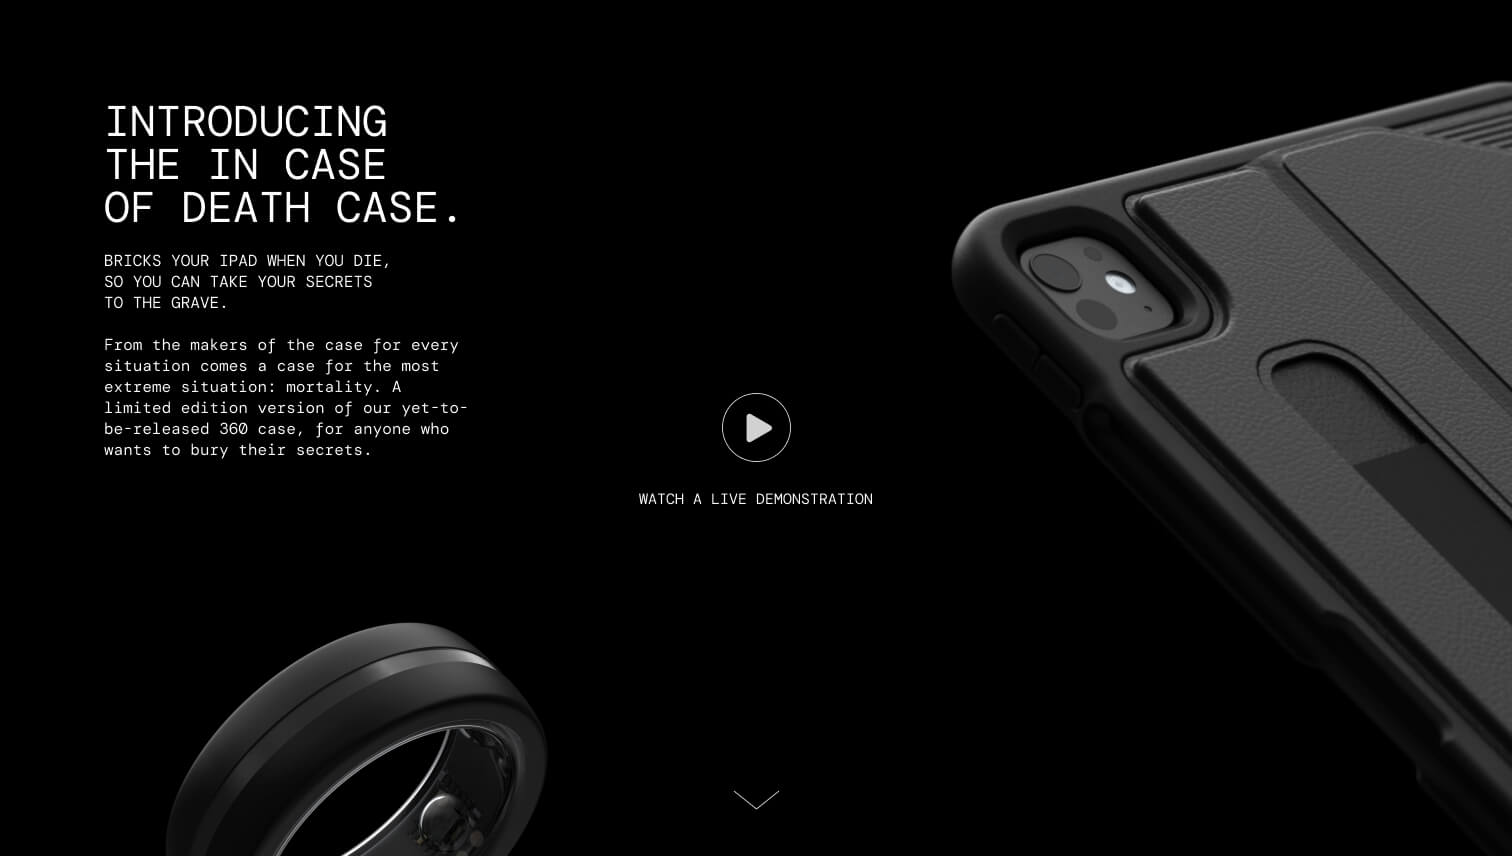 INTRODUCING
THE IN CASE
OF DEATH CASE.
BRICKS YOUR IPAD WHEN YOU DIE,
SO YOU CAN TAKE YOUR SECRETS
TO THE GRAVE.
From the makers of the case for every
situation comes a case for the most
extreme situation: mortality. A
limited edition version of our yet-to-
be-released 360 case, for anyone who
wants to bury their secrets.
WATCH A LIVE DEMONSTRATION